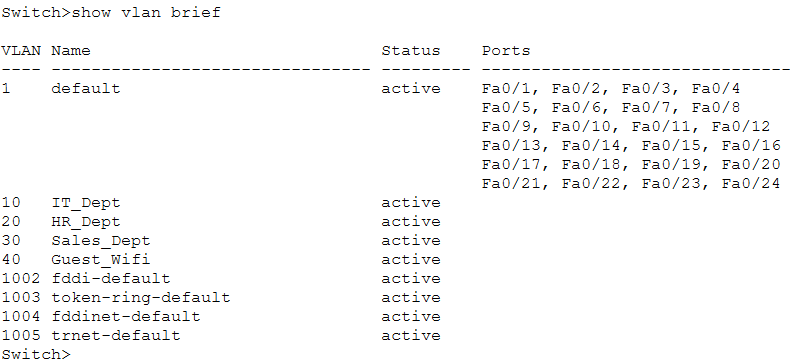 Switch>show vlan brief

VLAN Name                             Status    Ports
---- -------------------------------- --------- -------------------------------
1    default                          active    Fa0/1, Fa0/2, Fa0/3, Fa0/4
                                                Fa0/5, Fa0/6, Fa0/7, Fa0/8
                                                Fa0/9, Fa0/10, Fa0/11, Fa0/12
                                                Fa0/13, Fa0/14, Fa0/15, Fa0/16
                                                Fa0/17, Fa0/18, Fa0/19, Fa0/20
                                                Fa0/21, Fa0/22, Fa0/23, Fa0/24
10   IT_Dept                          active
20   HR_Dept                          active
30   Sales_Dept                       active
40   Guest_Wifi                       active
1002 fddi-default                     active
1003 token-ring-default               active
1004 fddinet-default                  active
1005 trnet-default                    active
Switch>